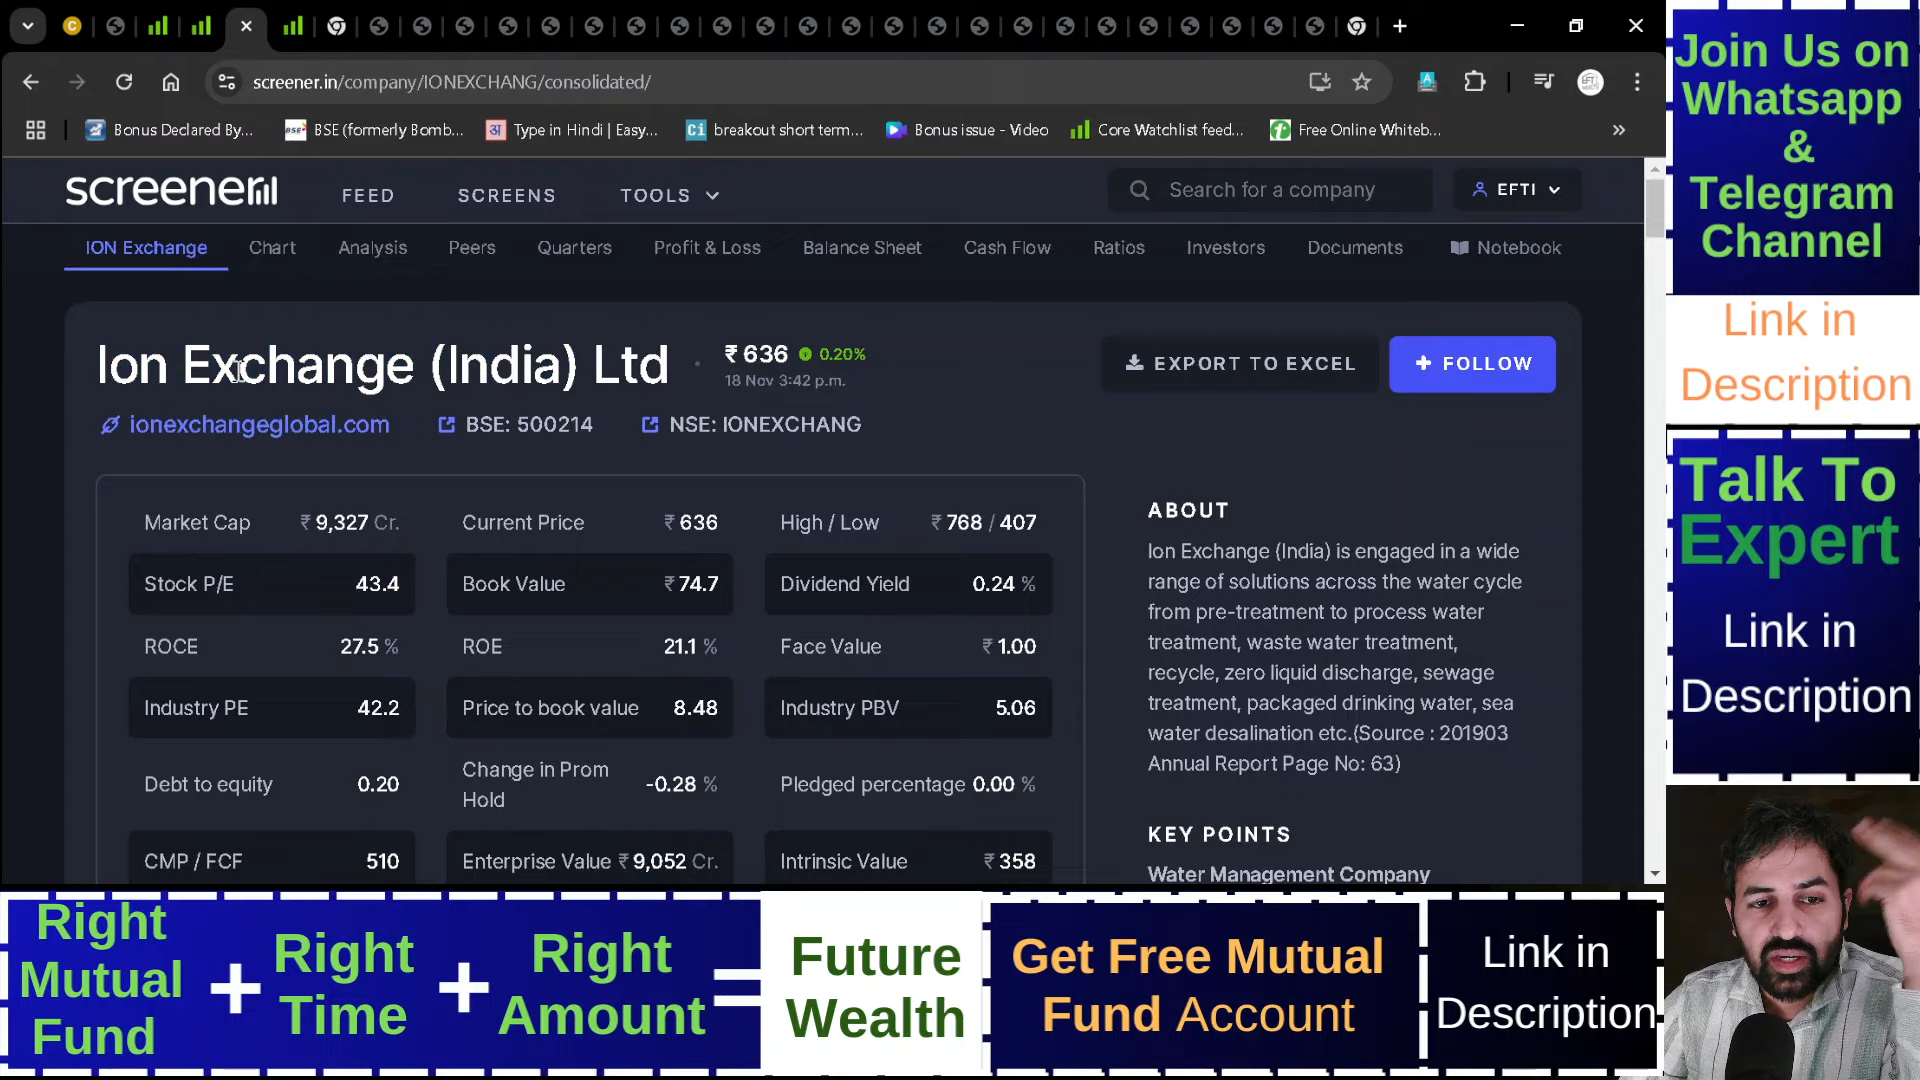 screener.in/company/IONEXCHANG/consolidated/
Bonus Declared By...
BSE (formerly Bomb...
अ Type in Hindi | Easy...
Ci breakout short term...
Bonus issue - Video
Core Watchlist feed...
Free Online Whiteb...
screener
FEED
SCREENS
TOOLS
Search for a company
EFTI
ION Exchange
Chart
Analysis
Peers
Quarters
Profit & Loss
Balance Sheet
Cash Flow
Ratios
Investors
Documents
Notebook
Ion Exchange (India) Ltd
₹ 636 0.20%
18 Nov 3:42 p.m.
EXPORT TO EXCEL
+ FOLLOW
ionexchangeglobal.com
BSE: 500214
NSE: IONEXCHANG
Market Cap ₹ 9,327 Cr.
Current Price ₹ 636
High / Low ₹ 768 / 407
Stock P/E 43.4
Book Value ₹ 74.7
Dividend Yield 0.24 %
ROCE 27.5 %
ROE 21.1 %
Face Value ₹ 1.00
Industry PE 42.2
Price to book value 8.48
Industry PBV 5.06
Debt to equity 0.20
Change in Prom
Hold -0.28 %
Pledged percentage 0.00 %
CMP / FCF 510
Enterprise Value ₹ 9,052 Cr.
Intrinsic Value ₹ 358
ABOUT
Ion Exchange (India) is engaged in a wide
range of solutions across the water cycle
from pre-treatment to process water
treatment, waste water treatment,
recycle, zero liquid discharge, sewage
treatment, packaged drinking water, sea
water desalination etc.(Source : 201903
Annual Report Page No: 63)
KEY POINTS
Water Management Company
Join Us on
Whatsapp
&
Telegram
Channel
Link in
Description
Talk To
Expert
Link in
Description
Right
Mutual
Fund
+
Right
Time
+
Right
Amount
=
Future
Wealth
Get Free Mutual
Fund Account
Link in
Description